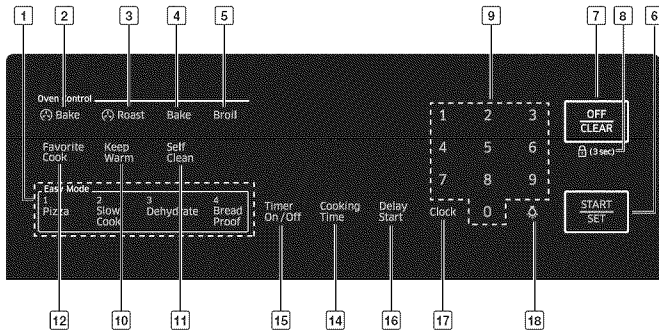 1 2 3 4 5 9 7 8 6
Oven Control
Bake Roast Bake Broil
Favorite Cook Keep Warm Self Clean
Easy Mode
1 Pizza 2 Slow Cook 3 Dehydrate 4 Bread Proof
Timer On/Off Cooking Time Delay Start Clock
1 2 3
4 5 6
7 8 9
0
OFF
CLEAR
(3 sec)
START
SET
12 10 11 15 14 16 17 18